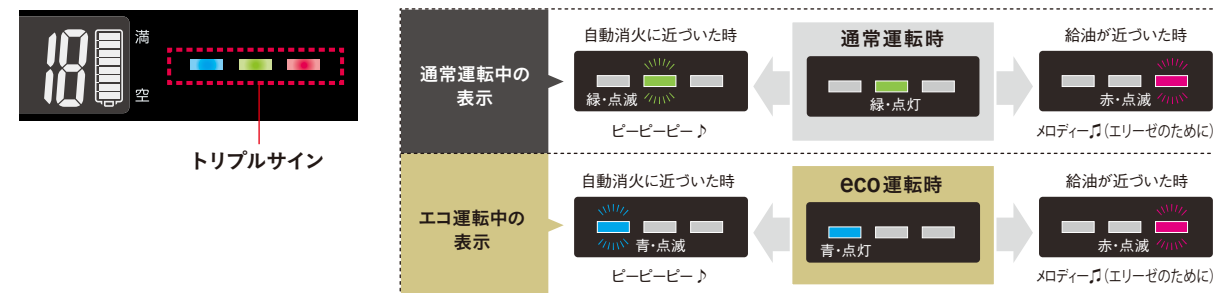 18
満
空
トリプルサイン
通常運転中の
表示
自動消火に近づいた時
緑・点滅
ピーピーピー♪
通常運転時
緑・点灯
給油が近づいた時
赤・点滅
メロディー♫(エリーゼのために)
エコ運転中の
表示
自動消火に近づいた時
青・点滅
ピーピーピー♪
eco運転時
青・点灯
給油が近づいた時
赤・点滅
メロディー♫(エリーゼのために)